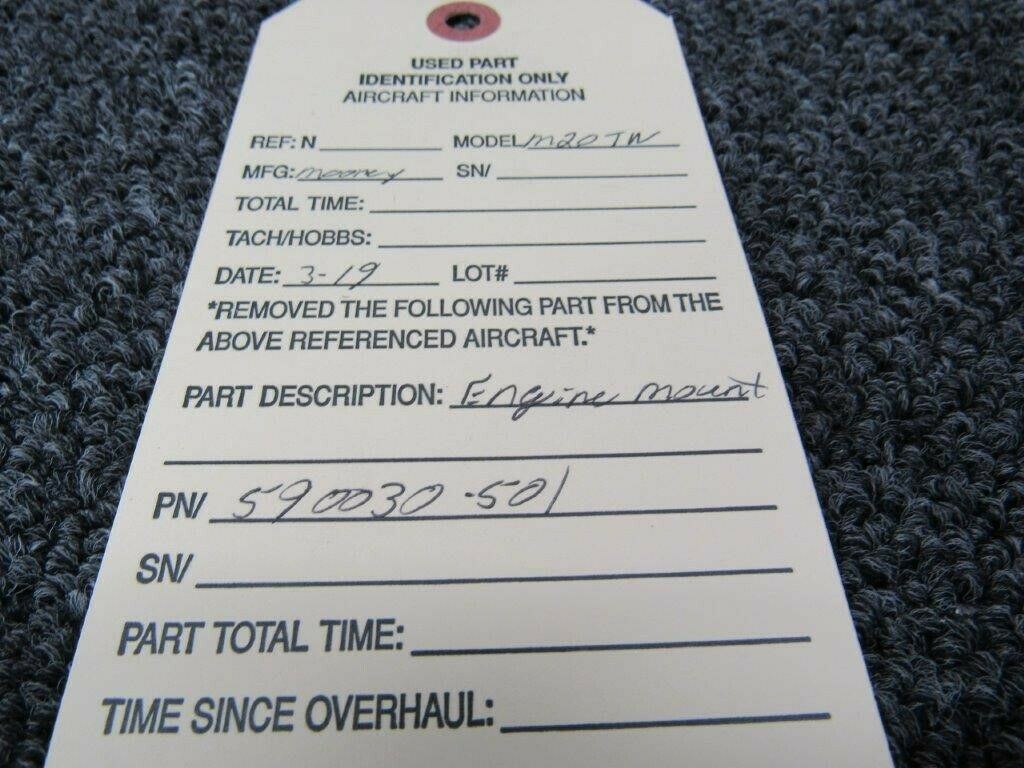 USED PART
IDENTIFICATION ONLY
AIRCRAFT INFORMATION
REF: N MODEL M20TN
MFG: mooney SN/
TOTAL TIME:
TACH/HOBBS:
DATE: 3-19 LOT#
*REMOVED THE FOLLOWING PART FROM THE
ABOVE REFERENCED AIRCRAFT.*
PART DESCRIPTION: Engine mount
PN/ 590030-501
SN/
PART TOTAL TIME:
TIME SINCE OVERHAUL: